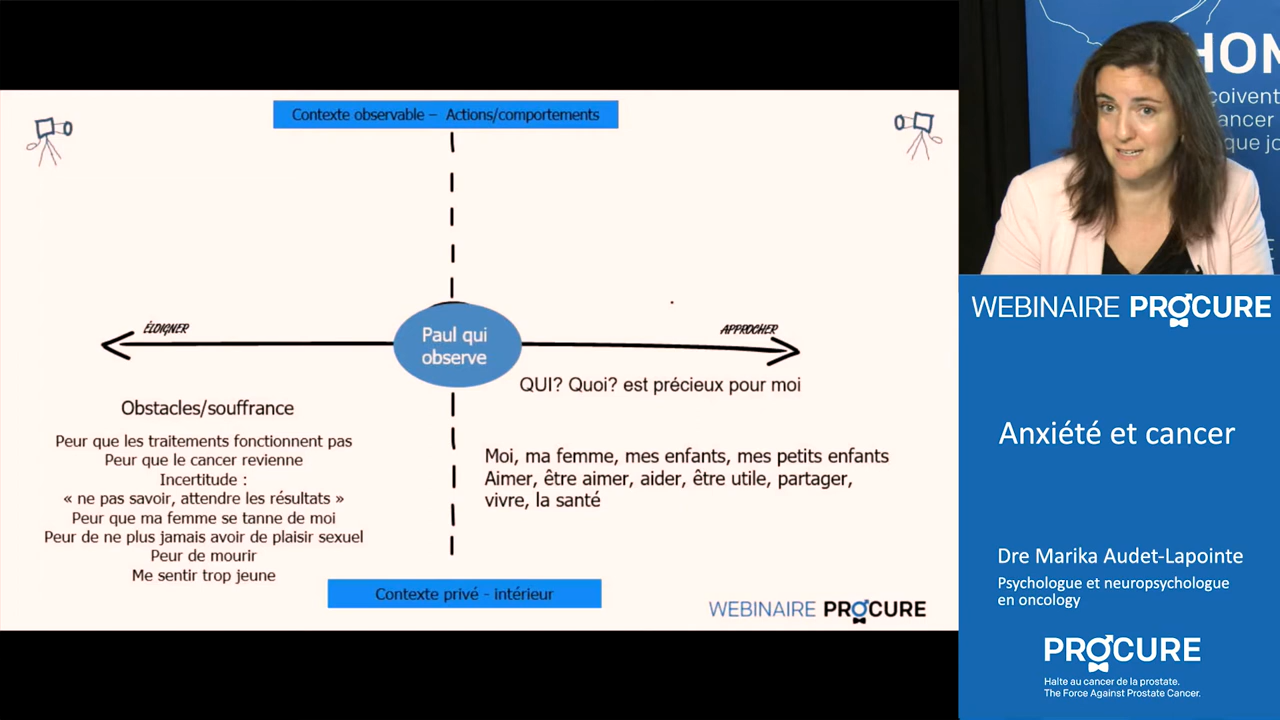 Contexte observable – Actions/comportements
ÉLOIGNER
APPROCHER
Paul qui
observe
QUI? Quoi? est précieux pour moi
Obstacles/souffrance
Peur que les traitements fonctionnent pas
Peur que le cancer revienne
Incertitude :
« ne pas savoir, attendre les résultats »
Peur que ma femme se tanne de moi
Peur de ne plus jamais avoir de plaisir sexuel
Peur de mourir
Me sentir trop jeune
Moi, ma femme, mes enfants, mes petits enfants
Aimer, être aimer, aider, être utile, partager,
vivre, la santé
Contexte privé - intérieur
WEBINAIRE PROCURE
HOM
çoivent
ancer
que jo
WEBINAIRE PROCURE
Anxiété et cancer
Dre Marika Audet-Lapointe
Psychologue et neuropsychologue
en oncology
PROCURE
Halte au cancer de la prostate.
The Force Against Prostate Cancer.